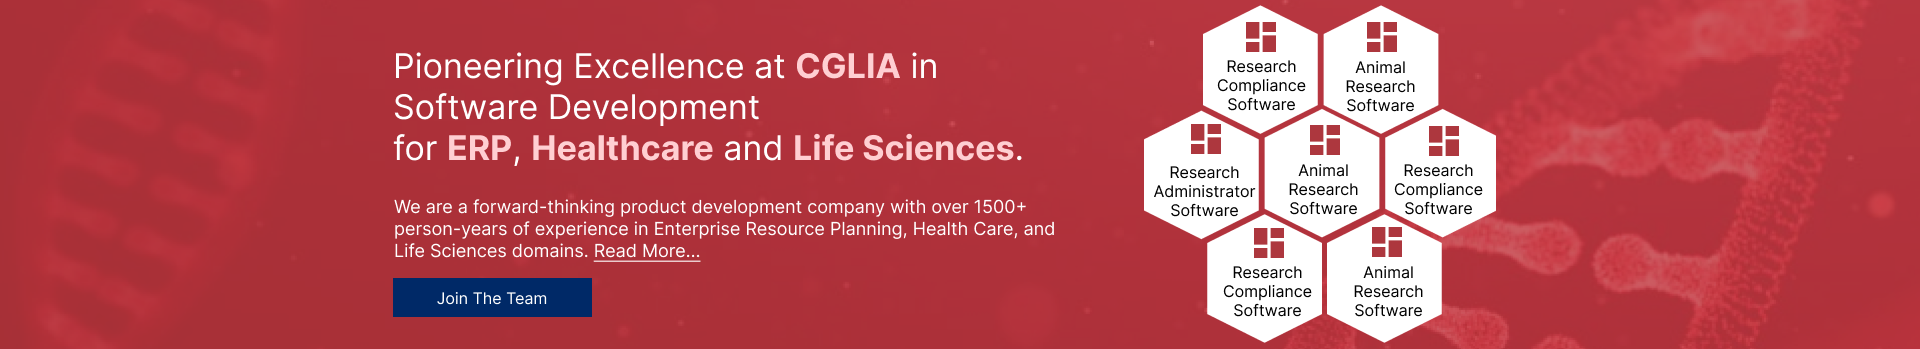 Pioneering Excellence at CGLIA in
Software Development
for ERP, Healthcare and Life Sciences.
We are a forward-thinking product development company with over 1500+
person-years of experience in Enterprise Resource Planning, Health Care, and
Life Sciences domains. Read More...
Join The Team
Research
Compliance
Software
Animal
Research
Software
Research
Administrator
Software
Animal
Research
Software
Research
Compliance
Software
Research
Compliance
Software
Animal
Research
Software